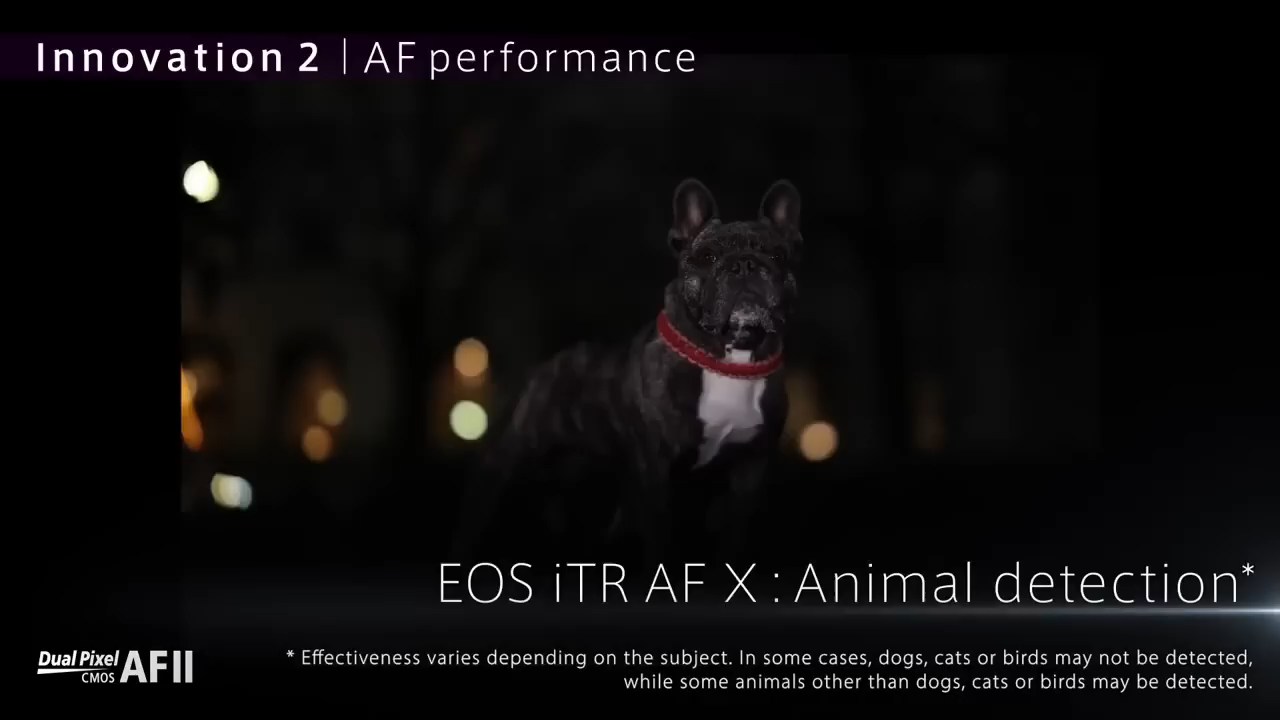 Innovation 2 | AF performance
EOS iTR AF X : Animal detection*
Dual Pixel
CMOS AF II
* Effectiveness varies depending on the subject. In some cases, dogs, cats or birds may not be detected,
while some animals other than dogs, cats or birds may be detected.